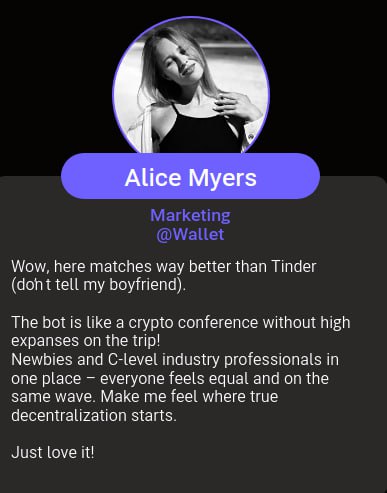 Alice Myers
Marketing
@Wallet
Wow, here matches way better than Tinder
(don't tell my boyfriend).
The bot is like a crypto conference without high
expanses on the trip!
Newbies and C-level industry professionals in
one place – everyone feels equal and on the
same wave. Make me feel where true
decentralization starts.
Just love it!